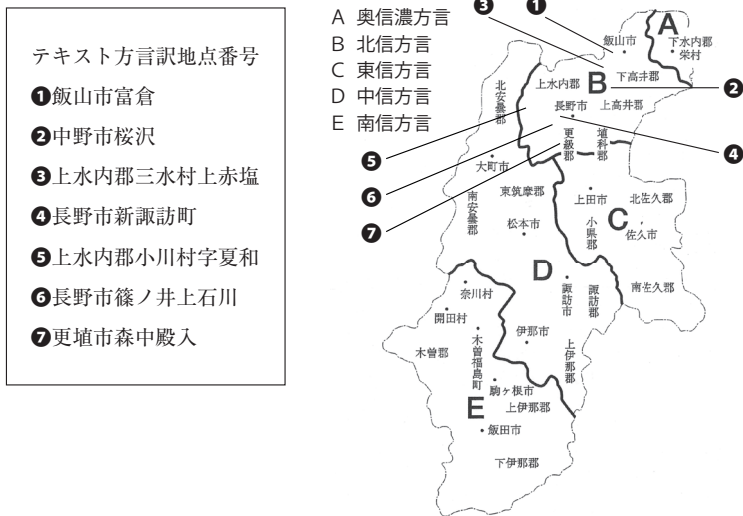 テキスト方言訳地点番号
❶飯山市富倉
❷中野市桜沢
❸上水内郡三水村上赤塩
❹長野市新諏訪町
❺上水内郡小川村字夏和
❻長野市篠ノ井上石川
❼更埴市森中殿入
A 奥信濃方言
B 北信方言
C 東信方言
D 中信方言
E 南信方言
❸
❶
A
飯山市
下水内郡
栄村
北安曇郡
上水内郡
B
下高井郡
❷
長野市
上高井郡
❺
更級郡
埴科郡
❹
大町市
❻
南安曇郡
東筑摩郡
上田市
北佐久郡
❼
松本市
小県郡
C
佐久市
D
奈川村
諏訪市
諏訪郡
南佐久郡
開田村
木曽郡
木曽福島町
伊那市
上伊那郡
駒ヶ根市
E
上伊那郡
飯田市
下伊那郡